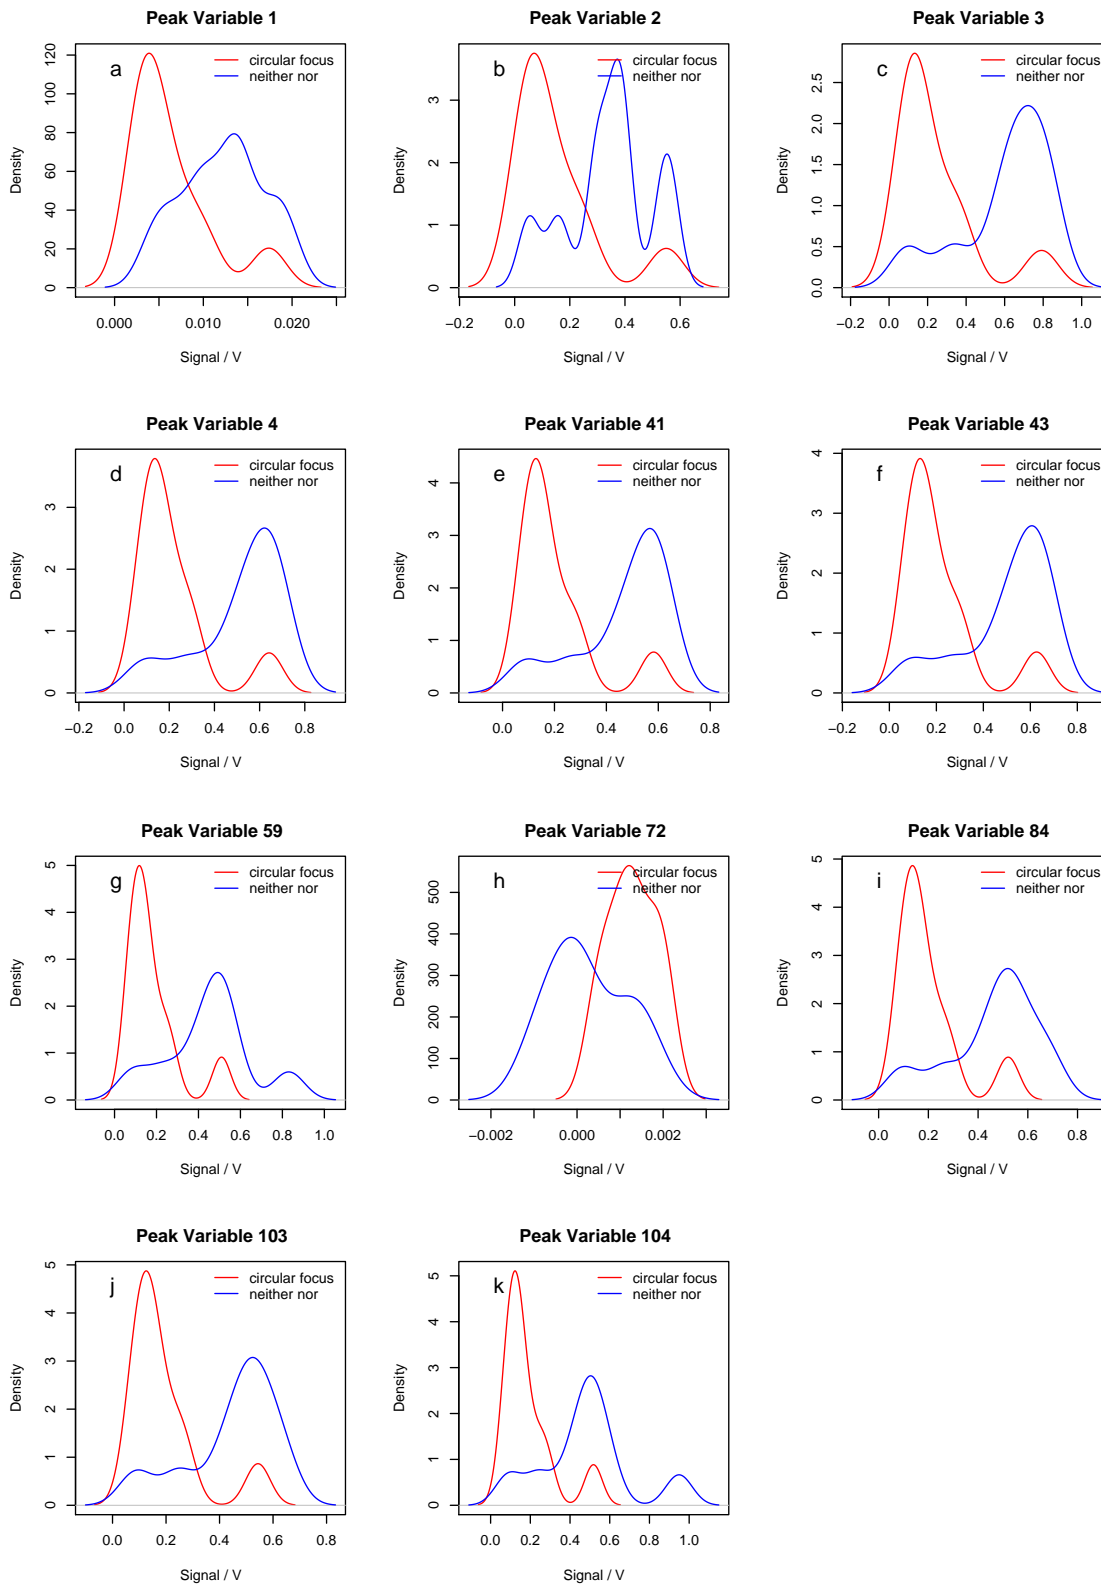 Peak Variable 1
a
circular focus
neither nor
Density
0 20 40 60 80 100 120
0.000 0.010 0.020
Signal / V
Peak Variable 2
b
circular focus
neither nor
Density
0 1 2 3
−0.2 0.0 0.2 0.4 0.6
Signal / V
Peak Variable 3
c
circular focus
neither nor
Density
0.0 0.5 1.0 1.5 2.0 2.5
−0.2 0.0 0.2 0.4 0.6 0.8 1.0
Signal / V
Peak Variable 4
d
circular focus
neither nor
Density
0 1 2 3
−0.2 0.0 0.2 0.4 0.6 0.8
Signal / V
Peak Variable 41
e
circular focus
neither nor
Density
0 1 2 3 4
0.0 0.2 0.4 0.6 0.8
Signal / V
Peak Variable 43
f
circular focus
neither nor
Density
0 1 2 3 4
−0.2 0.0 0.2 0.4 0.6 0.8
Signal / V
Peak Variable 59
g
circular focus
neither nor
Density
0 1 2 3 4 5
0.0 0.2 0.4 0.6 0.8 1.0
Signal / V
Peak Variable 72
h
circular focus
neither nor
Density
0 100 200 300 400 500
−0.002 0.000 0.002
Signal / V
Peak Variable 84
i
circular focus
neither nor
Density
0 1 2 3 4 5
0.0 0.2 0.4 0.6 0.8
Signal / V
Peak Variable 103
j
circular focus
neither nor
Density
0 1 2 3 4 5
0.0 0.2 0.4 0.6 0.8
Signal / V
Peak Variable 104
k
circular focus
neither nor
Density
0 1 2 3 4 5
0.0 0.2 0.4 0.6 0.8 1.0
Signal / V